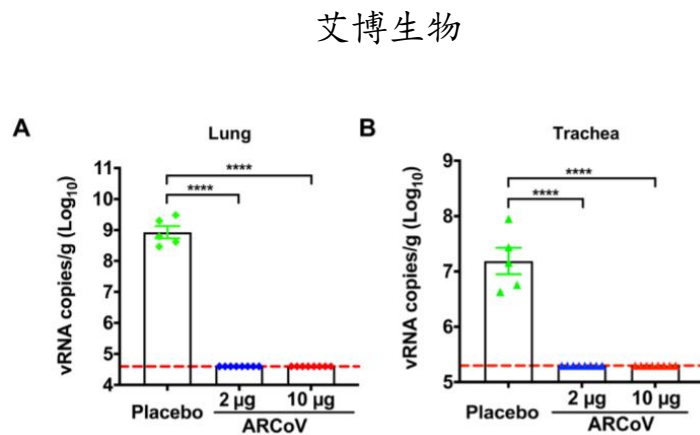 艾博生物
A
Lung
vRNA copies/g (Log10)
11
10
9
8
7
6
5
4
****
****
Placebo
2 μg
10 μg
ARCoV
B
Trachea
vRNA copies/g (Log10)
9
8
7
6
5
****
****
Placebo
2 μg
10 μg
ARCoV